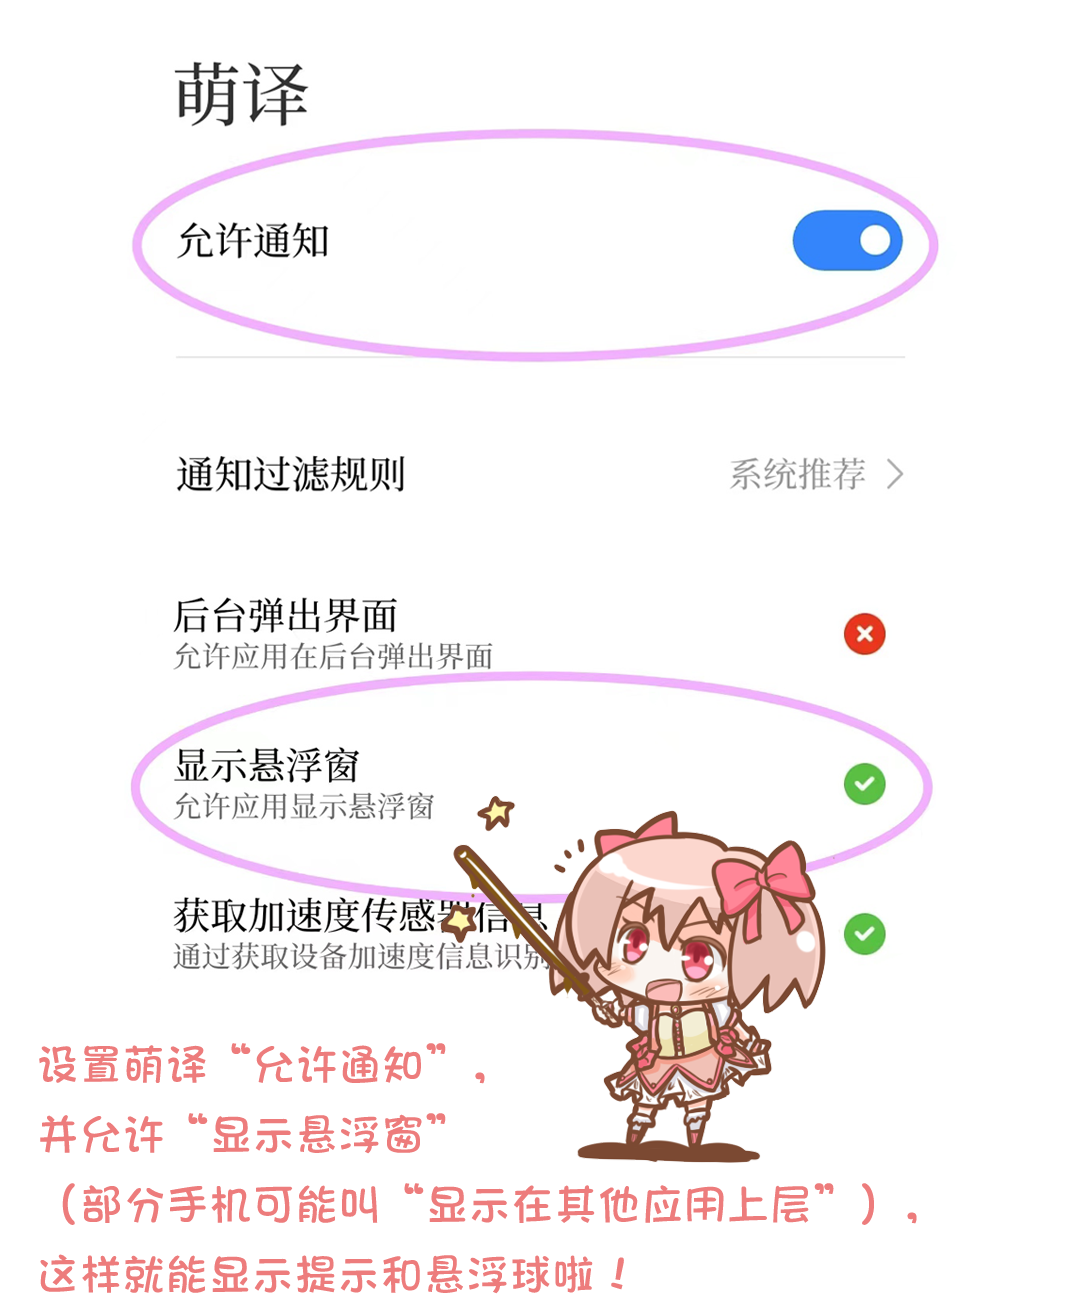 萌译
允许通知
通知过滤规则 系统推荐
后台弹出界面
允许应用在后台弹出界面
显示悬浮窗
允许应用显示悬浮窗
获取加速度传感器信息
通过获取设备加速度信息识别
设置萌译“允许通知”，
并允许“显示悬浮窗”
（部分手机可能叫“显示在其他应用上层”），
这样就能显示提示和悬浮球啦！